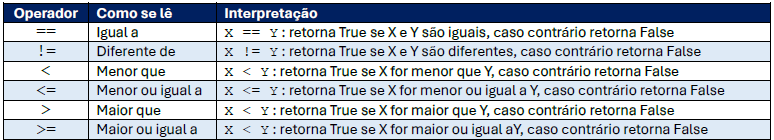 Operador Como se lê Interpretação
== Igual a X == Y: retorna True se X e Y são iguais, caso contrário retorna False
!= Diferente de X != Y: retorna True se X e Y são diferentes, caso contrário retorna False
< Menor que X < Y: retorna True se X for menor que Y, caso contrário retorna False
<= Menor ou igual a X <= Y: retorna True se X for menor ou igual a Y, caso contrário retorna False
> Maior que X < Y: retorna True se X for maior que Y, caso contrário retorna False
>= Maior ou igual a X < Y: retorna True se X for maior ou igual aY, caso contrário retorna False